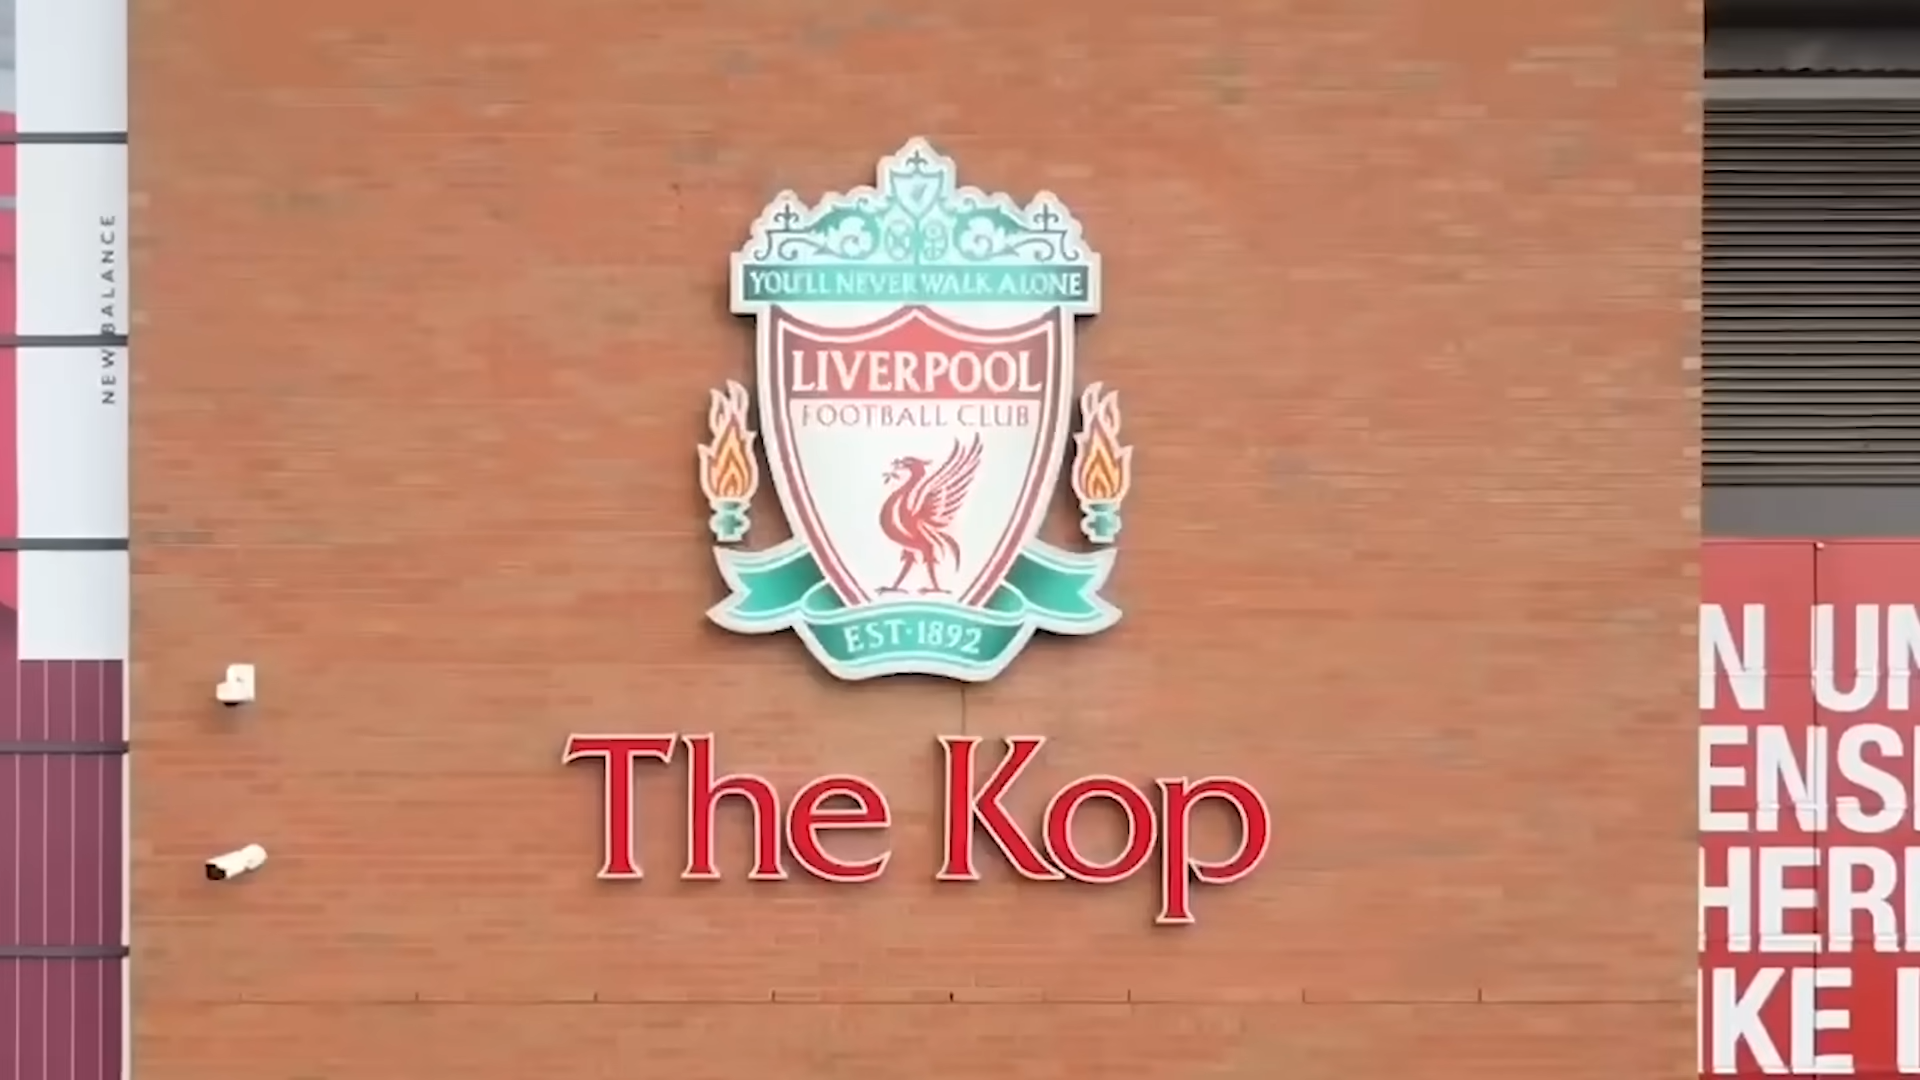 NEW BALANCE
YOU'LL NEVER WALK ALONE
LIVERPOOL
FOOTBALL CLUB
EST·1892
The Kop